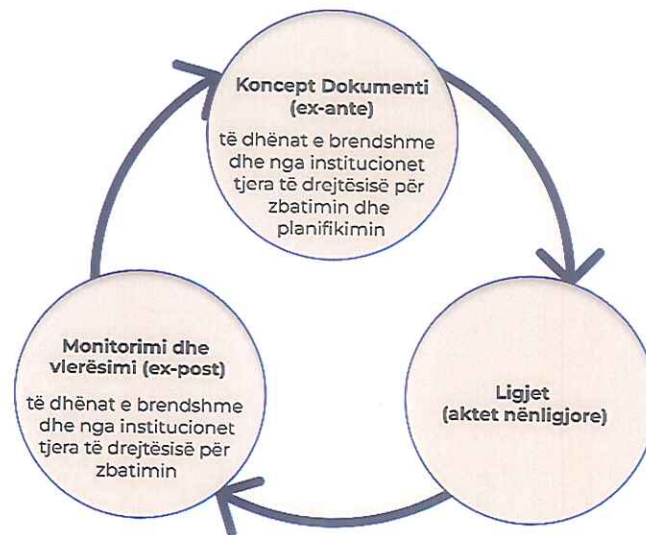 Koncept Dokumenti
(ex-ante)
të dhënat e brendshme
dhe nga institucionet
tjera të drejtësisë për
zbatimin dhe
planifikimin
Ligjet
(aktet nënligjore)
Monitorimi dhe
vlerësimi (ex-post)
të dhënat e brendshme
dhe nga institucionet
tjera të drejtësisë për
zbatimin